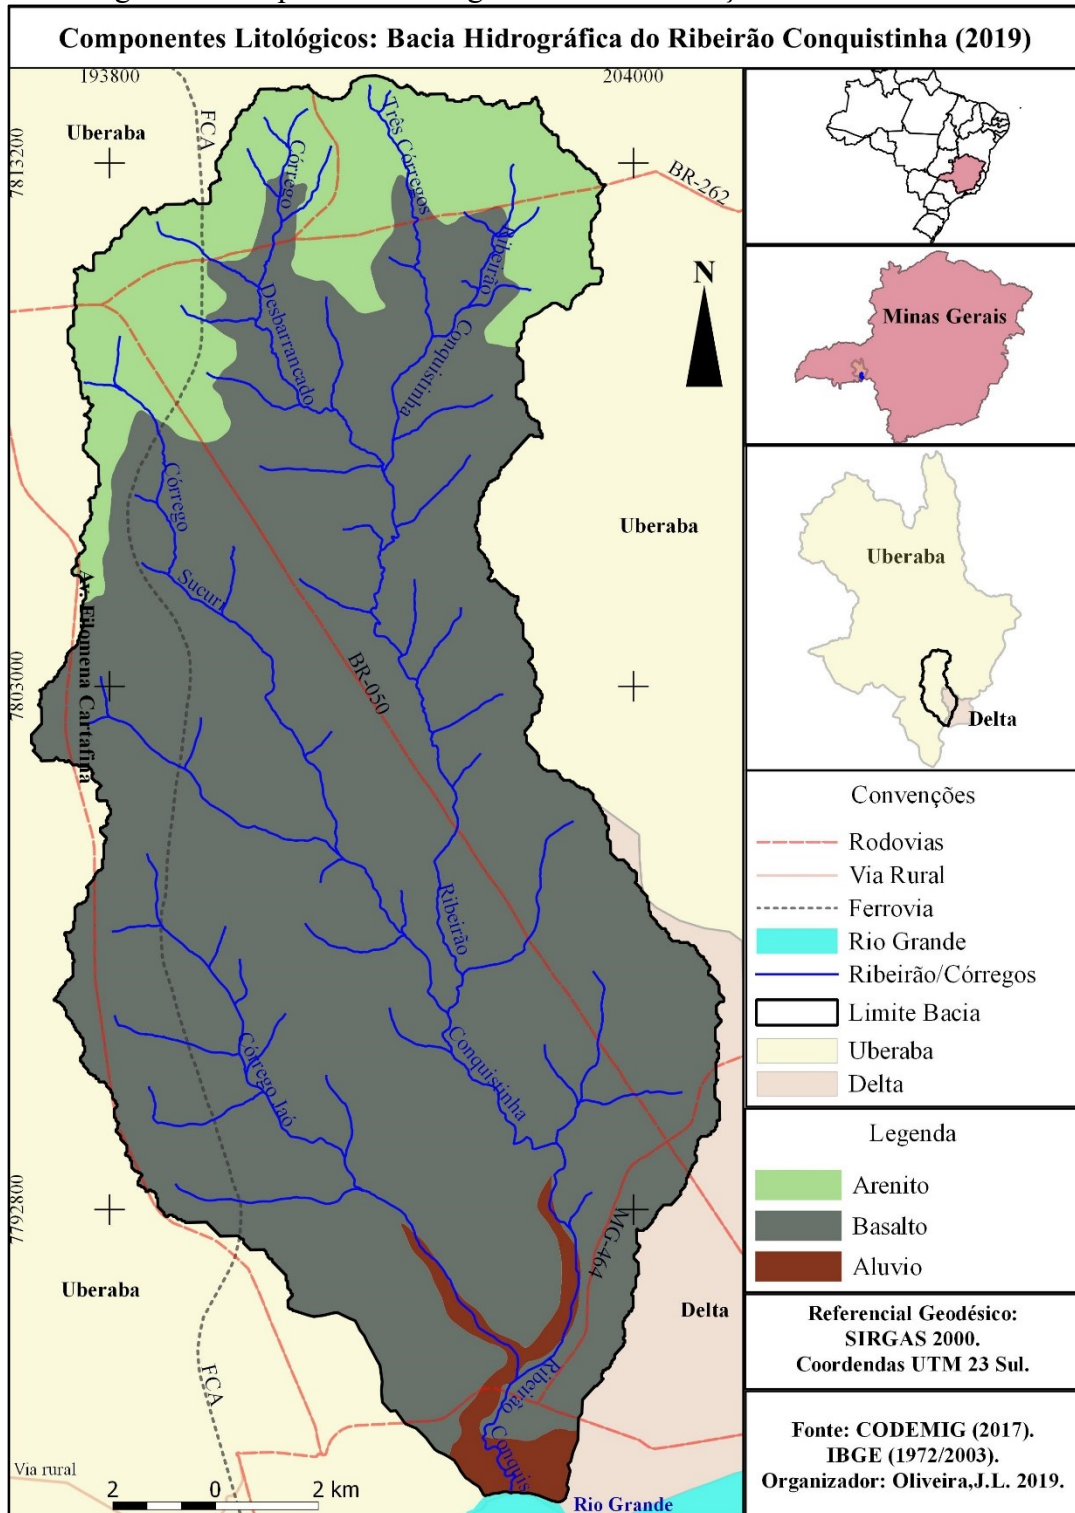 Componentes Litológicos: Bacia Hidrográfica do Ribeirão Conquistinha (2019)
193800
204000
7813200
7803000
7792800
Uberaba
FCA
Córrego
Três Córregos
BR-262
Ribeirão
Desbarrancado
Conquistinha
N
Córrego
Sucuri
Uberaba
Av. Filomena Cartafina
BR-050
Ribeirão
Conquistinha
Córrego Jaó
MG-464
Uberaba
Delta
FCA
Ribeirão
Conquis
Via rural
2 0 2 km
Rio Grande
Minas Gerais
Uberaba
Delta
Convenções
Rodovias
Via Rural
Ferrovia
Rio Grande
Ribeirão/Córregos
Limite Bacia
Uberaba
Delta
Legenda
Arenito
Basalto
Aluvio
Referencial Geodésico:
SIRGAS 2000.
Coordendas UTM 23 Sul.
Fonte: CODEMIG (2017).
IBGE (1972/2003).
Organizador: Oliveira,J.L. 2019.